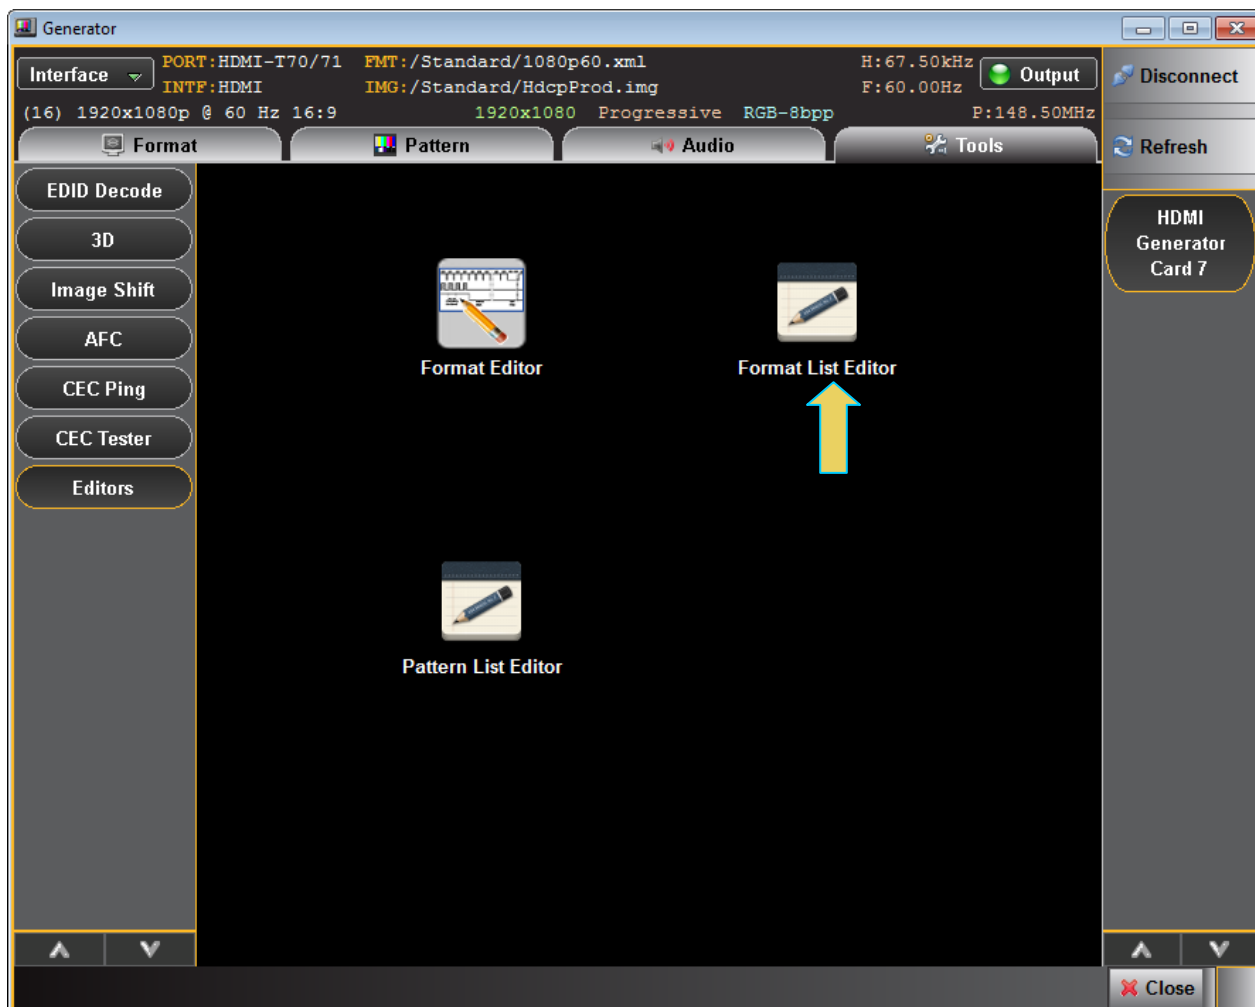 Generator
Interface
PORT:HDMI-T70/71 FMT:/Standard/1080p60.xml H:67.50kHz
INTF:HDMI IMG:/Standard/HdcpProd.img F:60.00Hz
Output
(16) 1920x1080p @ 60 Hz 16:9 1920x1080 Progressive RGB-8bpp P:148.50MHz
Disconnect
Refresh
Format
Pattern
Audio
Tools
EDID Decode
3D
Image Shift
AFC
CEC Ping
CEC Tester
Editors
HDMI
Generator
Card 7
Format Editor
Format List Editor
Pattern List Editor
Close